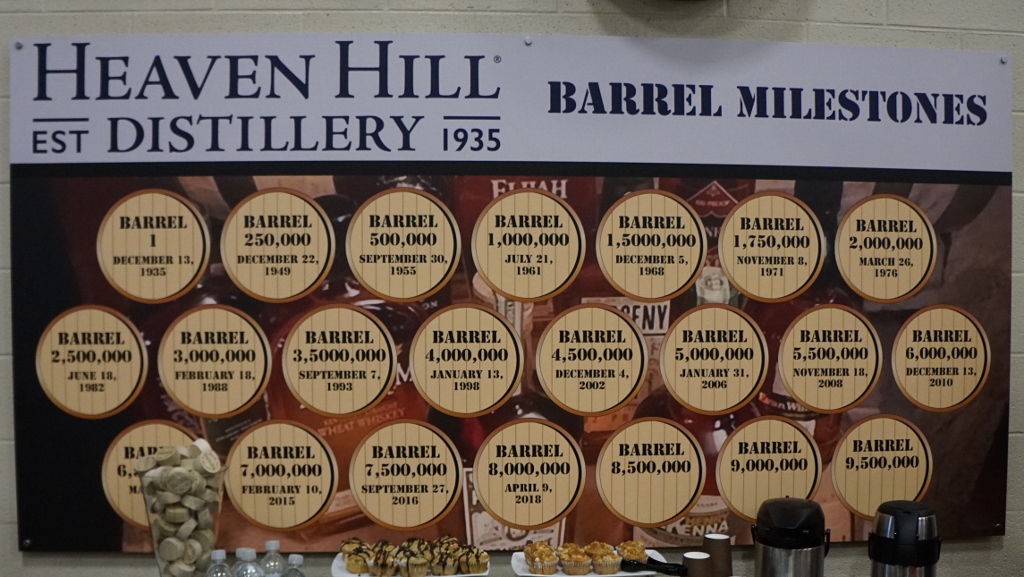 HEAVEN HILL®
EST DISTILLERY 1935
BARREL MILESTONES
BARREL
1
DECEMBER 13,
1935
BARREL
250,000
DECEMBER 22,
1949
BARREL
500,000
SEPTEMBER 30,
1955
BARREL
1,000,000
JULY 21,
1961
BARREL
1,5000,000
DECEMBER 5,
1968
BARREL
1,750,000
NOVEMBER 8,
1971
BARREL
2,000,000
MARCH 26,
1976
BARREL
2,500,000
JUNE 18,
1982
BARREL
3,000,000
FEBRUARY 18,
1988
BARREL
3,5000,000
SEPTEMBER 7,
1993
BARREL
4,000,000
JANUARY 13,
1998
BARREL
4,500,000
DECEMBER 4,
2002
BARREL
5,000,000
JANUARY 31,
2006
BARREL
5,500,000
NOVEMBER 18,
2008
BARREL
6,000,000
DECEMBER 13,
2010
BARREL
7,000,000
FEBRUARY 10,
2015
BARREL
7,500,000
SEPTEMBER 27,
2016
BARREL
8,000,000
APRIL 9,
2018
BARREL
8,500,000
BARREL
9,000,000
BARREL
9,500,000
ELIJAH
WHEAT WHISKEY